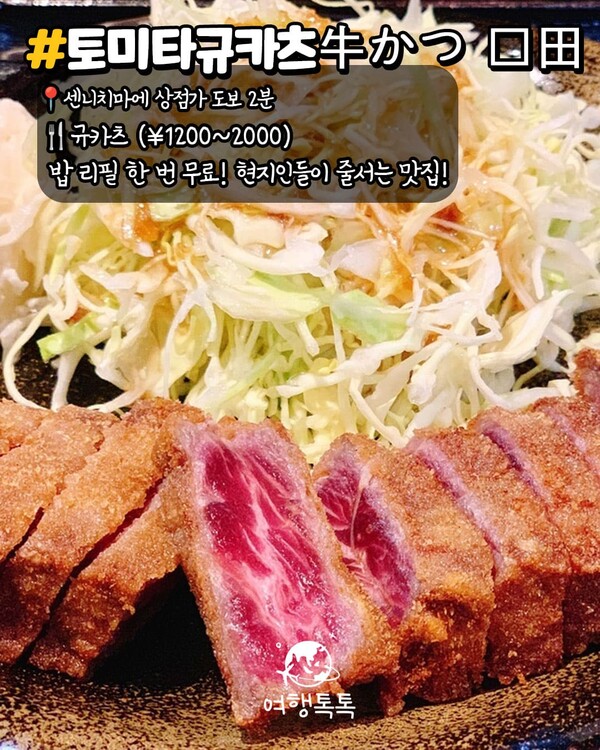 #토미타규카츠牛かつ 口田
📍센니치마에 상점가 도보 2분
🍴규카츠 (¥1200~2000)
밥 리필 한 번 무료! 현지인들이 줄서는 맛집!
여행톡톡